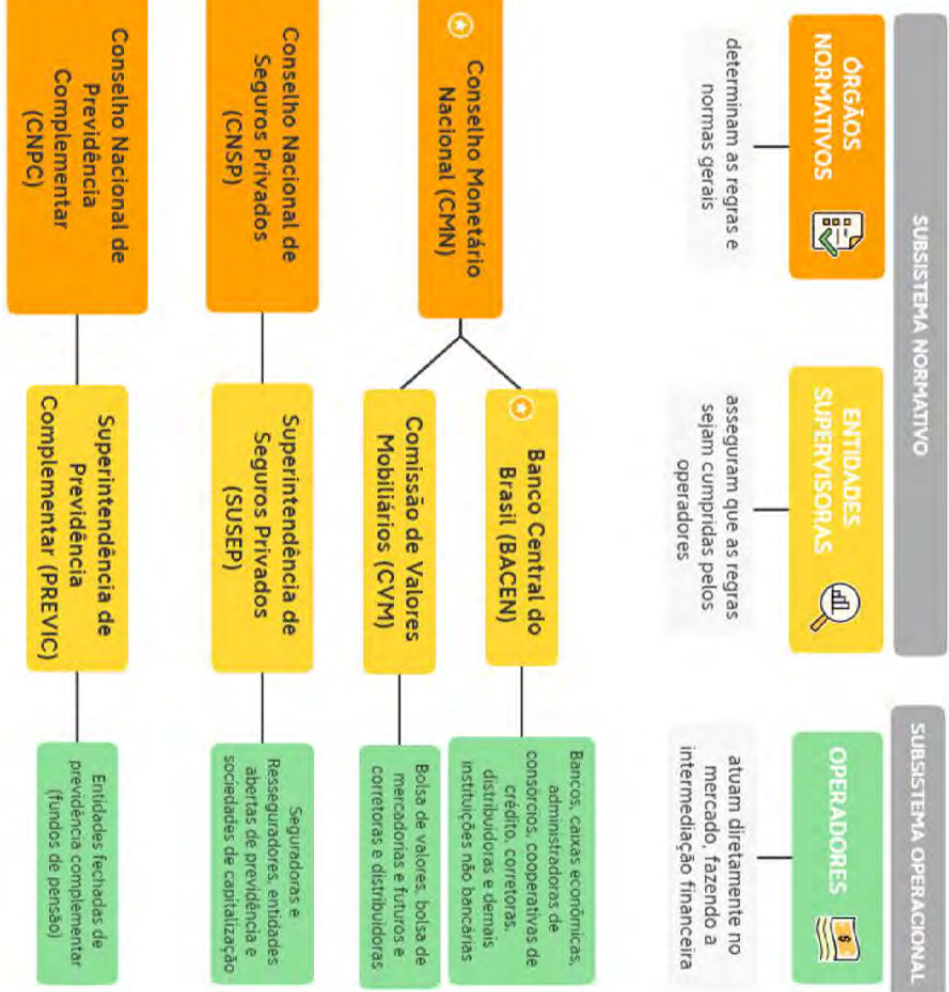 SUBSISTEMA NORMATIVO
SUBSISTEMA OPERACIONAL
ÓRGÃOS
NORMATIVOS
determinam as regras e
normas gerais
ENTIDADES
SUPERVISORAS
asseguram que as regras
sejam cumpridas pelos
operadores
OPERADORES
atuam diretamente no
mercado, fazendo a
intermediação financeira
Conselho Monetário
Nacional (CMN)
Banco Central do
Brasil (BACEN)
Bancos, caixas econômicas,
administradoras de
consórcios, cooperativas de
crédito, corretoras,
distribuidoras e demais
instituições não bancárias
Comissão de Valores
Mobiliários (CVM)
Bolsa de valores, bolsa de
mercadorias e futuros e
corretoras e distribuidoras
Conselho Nacional de
Seguros Privados
(CNSP)
Superintendência de
Seguros Privados
(SUSEP)
Seguradoras e
Resseguradores, entidades
abertas de previdência e
sociedades de capitalização
Conselho Nacional de
Previdência
Complementar
(CNPC)
Superintendência de
Previdência
Complementar (PREVIC)
Entidades fechadas de
previdência complementar
(fundos de pensão)